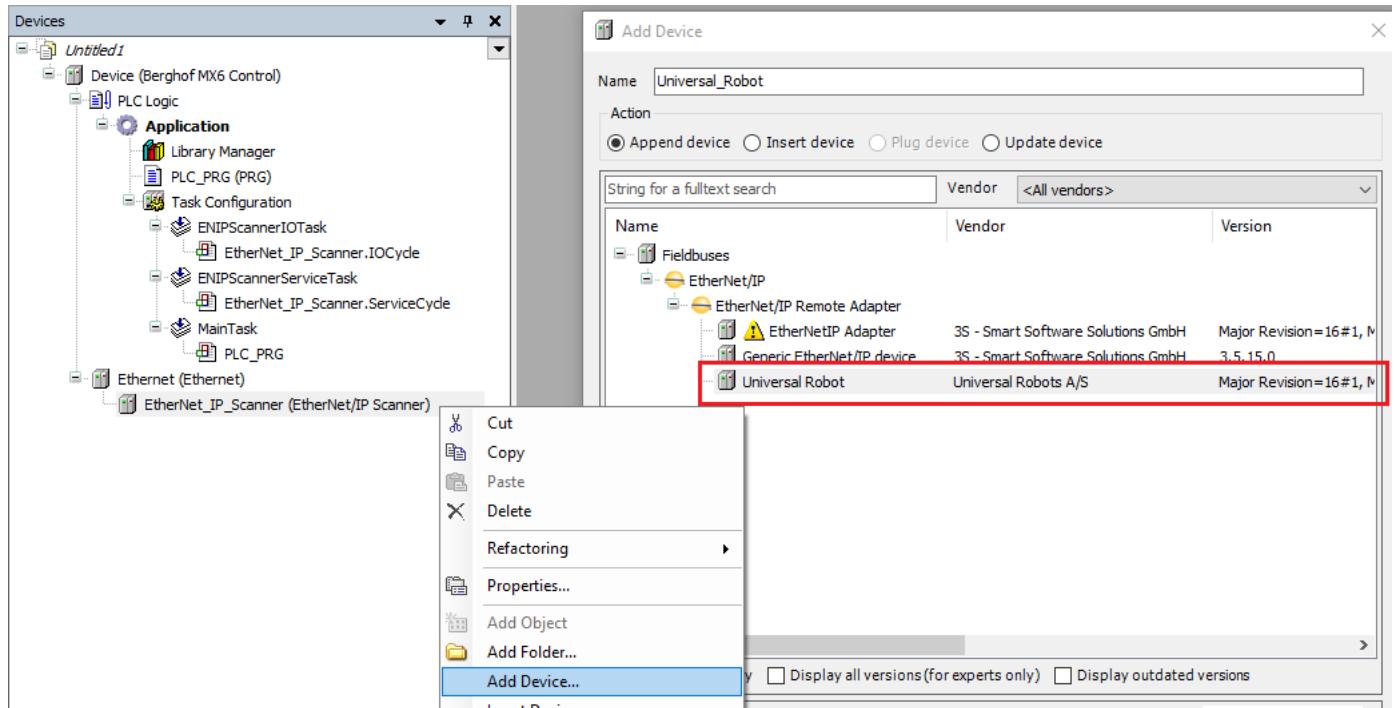 Devices
Untitled1
Device (Berghof MX6 Control)
PLC Logic
Application
Library Manager
PLC_PRG (PRG)
Task Configuration
ENIPScannerIOTask
EtherNet_IP_Scanner.IOCycle
ENIPScannerServiceTask
EtherNet_IP_Scanner.ServiceCycle
MainTask
PLC_PRG
Ethernet (Ethernet)
EtherNet_IP_Scanner (EtherNet/IP Scanner)
Cut
Copy
Paste
Delete
Refactoring
Properties...
Add Object
Add Folder...
Add Device...
Add Device
Name Universal_Robot
Action
Append device Insert device Plug device Update device
String for a fulltext search Vendor <All vendors>
Name Vendor Version
Fieldbuses
EtherNet/IP
EtherNet/IP Remote Adapter
EtherNetIP Adapter 3S - Smart Software Solutions GmbH Major Revision=16#1, M
Generic EtherNet/IP device 3S - Smart Software Solutions GmbH 3.5.15.0
Universal Robot Universal Robots A/S Major Revision=16#1, M
y Display all versions (for experts only) Display outdated versions